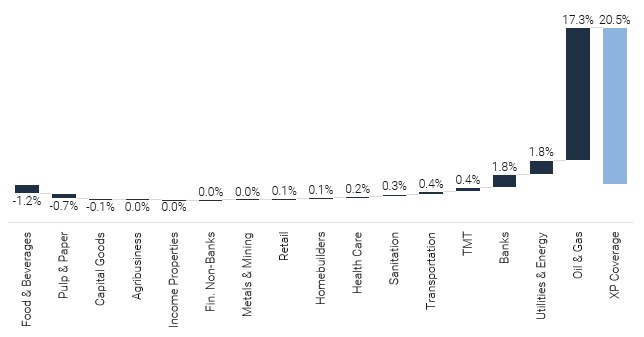 17.3%
20.5%
1.8%
1.8%
0.4%
0.4%
0.3%
0.2%
0.1%
0.1%
0.0%
0.0%
-1.2%
-0.7%
-0.1%
0.0%
0.0%
Food & Beverages
Pulp & Paper
Capital Goods
Agribusiness
Income Properties
Fin. Non-Banks
Metals & Mining
Retail
Homebuilders
Health Care
Sanitation
Transportation
TMT
Banks
Utilities & Energy
Oil & Gas
XP Coverage